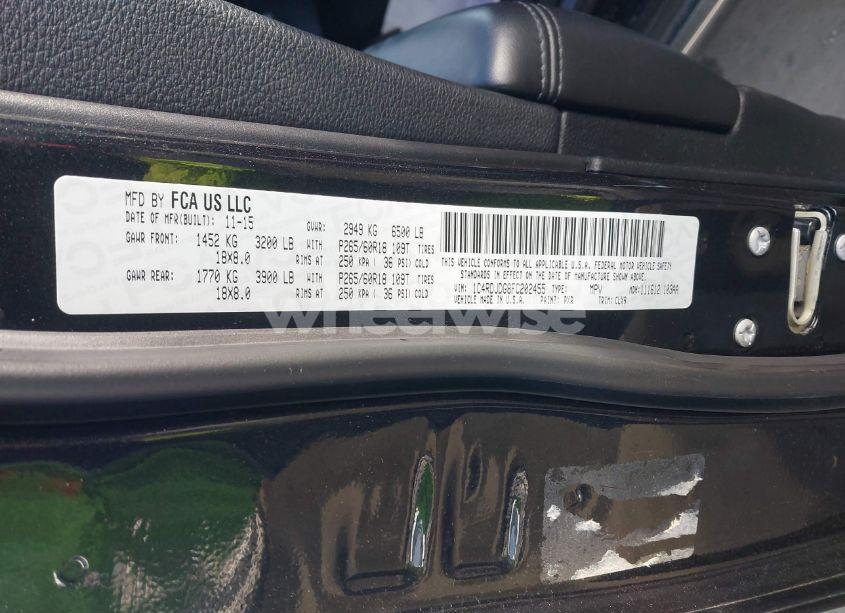 MFD BY FCA US LLC
DATE OF MFR(BUILT): 11-15 GVWR: 2949 KG 6500 LB
GAWR FRONT: 1452 KG 3200 LB WITH P265/60R18 109T TIRES
18X8.0 RIMS AT 250 KPA ( 36 PSI) COLD
GAWR REAR: 1770 KG 3900 LB WITH P265/60R18 109T TIRES
18X8.0 RIMS AT 250 KPA ( 36 PSI) COLD
THIS VEHICLE CONFORMS TO ALL APPLICABLE U.S.A. FEDERAL MOTOR VEHICLE SAFETY
STANDARDS IN EFFECT ON THE DATE OF MANUFACTURE SHOWN ABOVE.
VIN: 1C4RDJDG8FC202455 TYPE: MPV MDH: 111612 103AA
VEHICLE MADE IN U.S.A. PAINT: PXR TRIM: CLX9
wheelwise